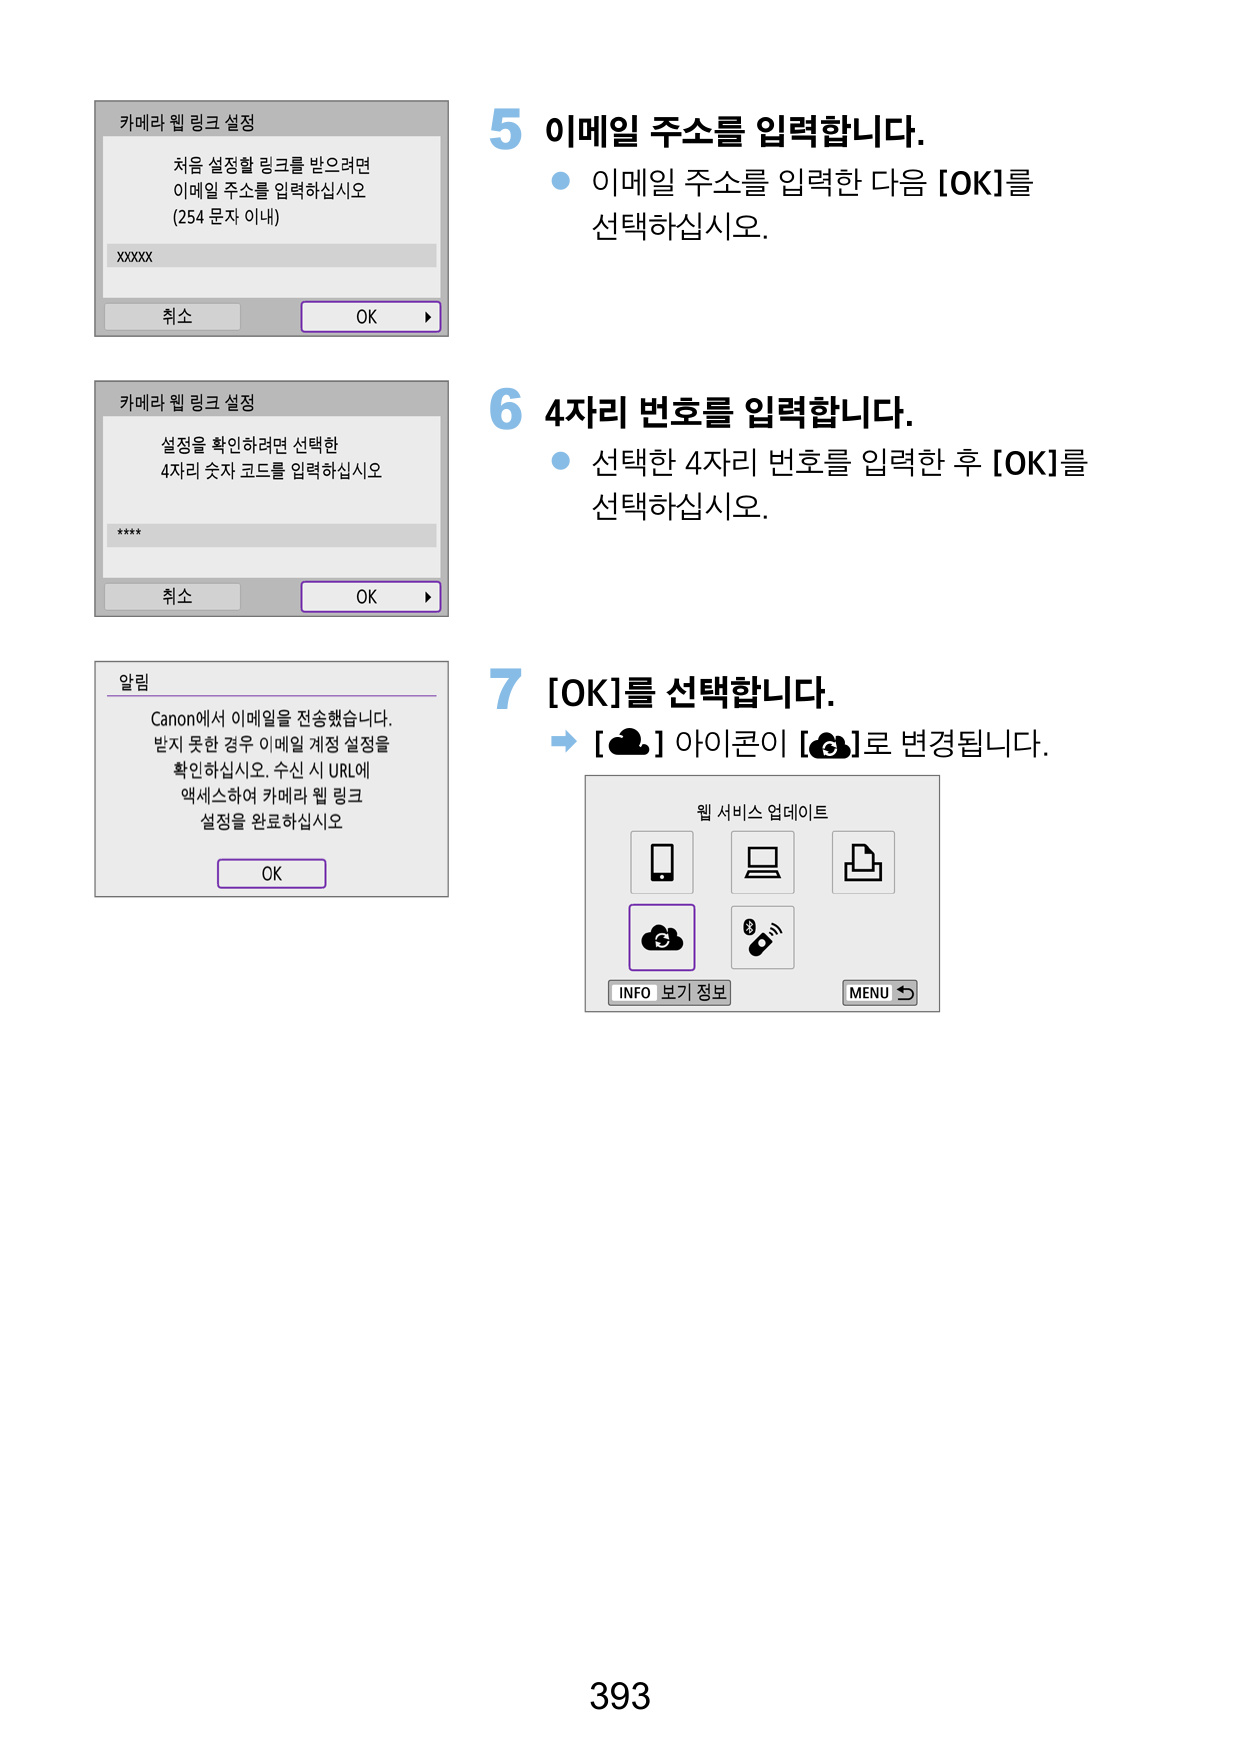 카메라 웹 링크 설정
처음 설정할 링크를 받으려면
이메일 주소를 입력하십시오
(254 문자 이내)
xxxxx
취소
OK
5 이메일 주소를 입력합니다.
● 이메일 주소를 입력한 다음 [OK]를
선택하십시오.
카메라 웹 링크 설정
설정을 확인하려면 선택한
4자리 숫자 코드를 입력하십시오
****
취소
OK
6 4자리 번호를 입력합니다.
● 선택한 4자리 번호를 입력한 후 [OK]를
선택하십시오.
알림
Canon에서 이메일을 전송했습니다.
받지 못한 경우 이메일 계정 설정을
확인하십시오. 수신 시 URL에
액세스하여 카메라 웹 링크
설정을 완료하십시오
OK
7 [OK]를 선택합니다.
[ ] 아이콘이 [ ]로 변경됩니다.
웹 서비스 업데이트
INFO 보기 정보
MENU
393